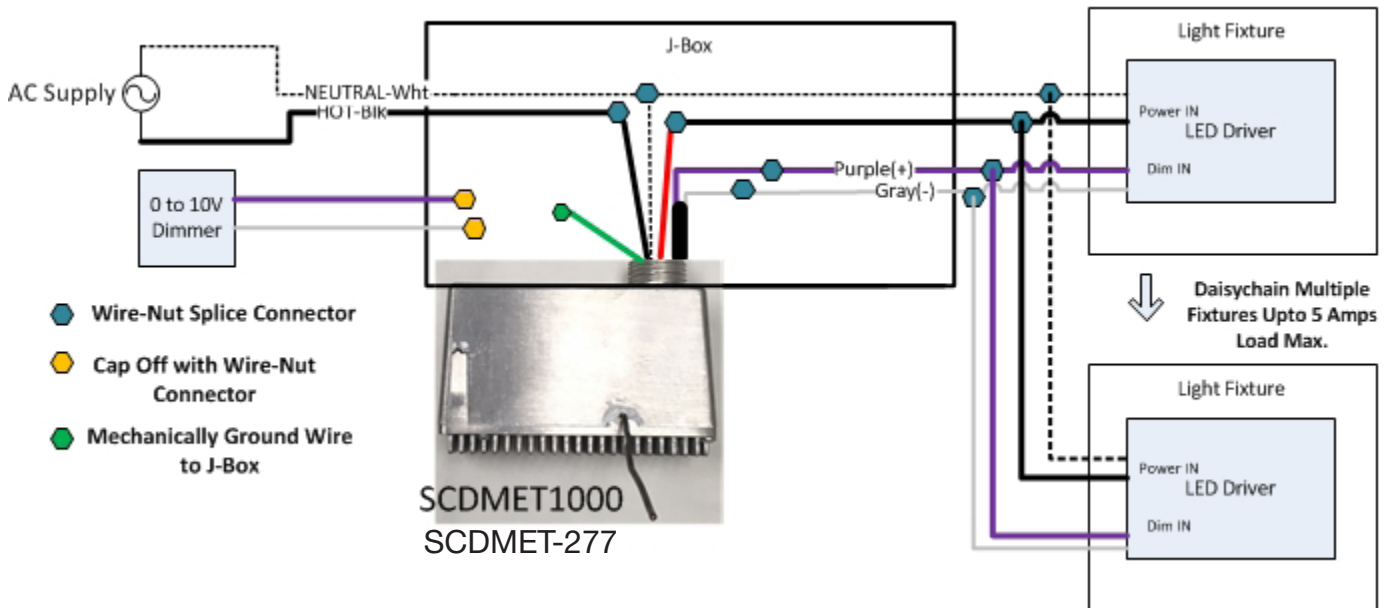 J-Box
Light Fixture
AC Supply
NEUTRAL-Wht
HOT-Blk
Power IN
LED Driver
Dim IN
Purple(+)
Gray(-)
0 to 10V
Dimmer
Wire-Nut Splice Connector
Cap Off with Wire-Nut
Connector
Mechanically Ground Wire
to J-Box
SCDMET1000
SCDMET-277
Daisychain Multiple
Fixtures Upto 5 Amps
Load Max.
Light Fixture
Power IN
LED Driver
Dim IN